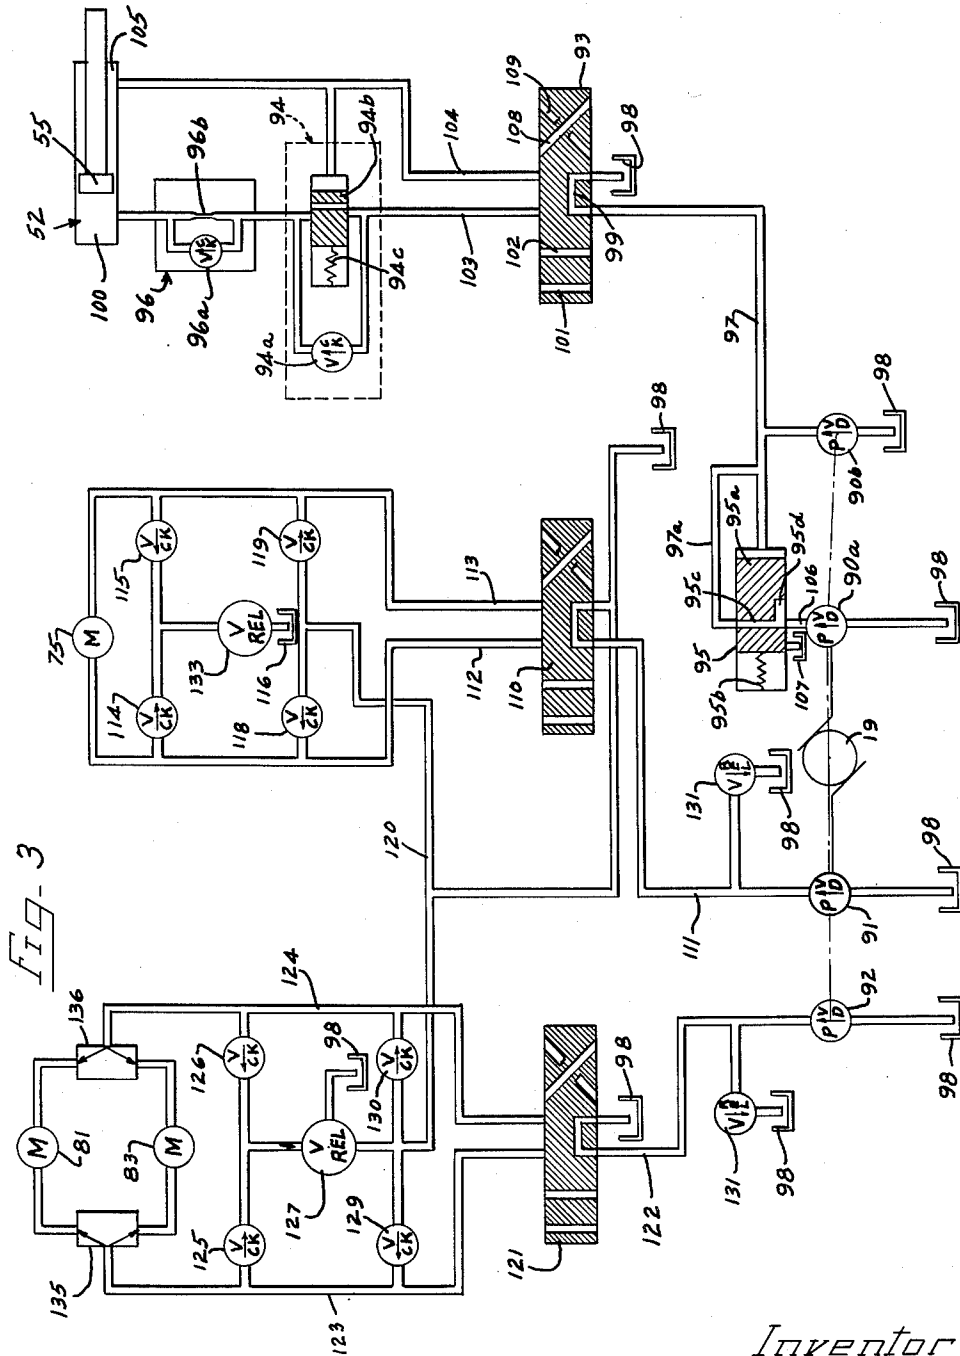 Fig-3
52
55
105
100
96
96b
96a
94
94b
94c
94a
104
103
109
108
93
98
102
101
99
97
75
115
114
V
CK
V
CK
M
V
REL
133
116
119
118
V
CK
V
CK
113
112
110
98
97a
95a
95c
95d
95
95b
106
107
90a
90b
P V
D
P V
D
98
98
19
131
V R
E L
98
120
111
91
P V
D
98
92
P V
D
98
131
V R
E L
98
136
135
M
81
M
83
124
126
V
CK
125
V
CK
V
REL
127
98
130
V
CK
129
V
CK
123
121
98
122
V C
K
V C
K
Inventor